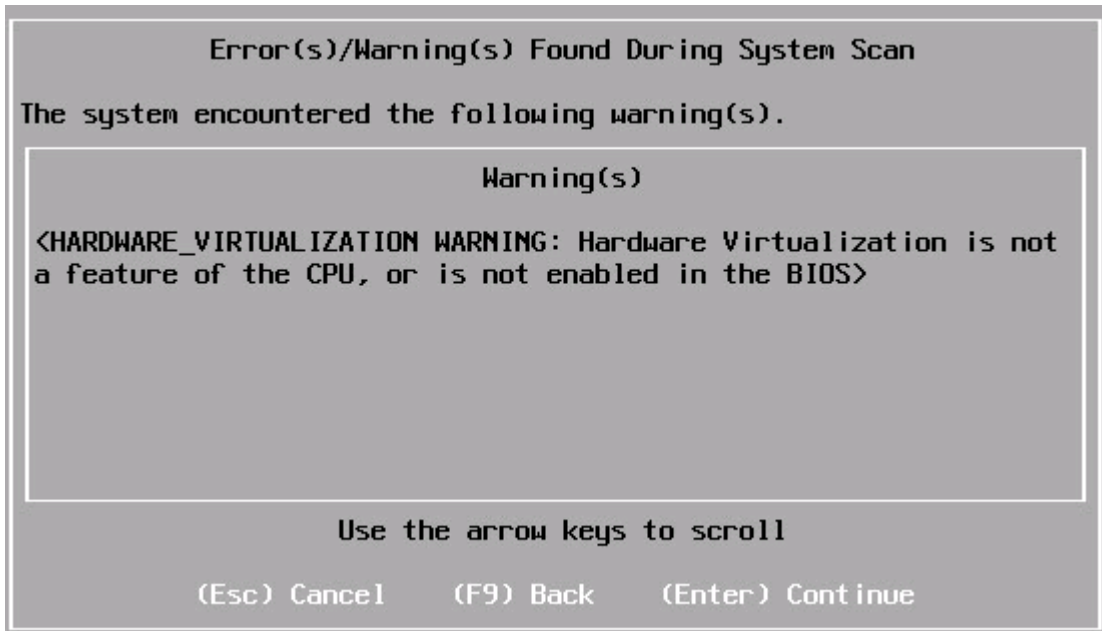 Error(s)/Warning(s) Found During System Scan
The system encountered the following warning(s).
Warning(s)
<HARDWARE_VIRTUALIZATION WARNING: Hardware Virtualization is not
a feature of the CPU, or is not enabled in the BIOS>
Use the arrow keys to scroll
(Esc) Cancel (F9) Back (Enter) Continue